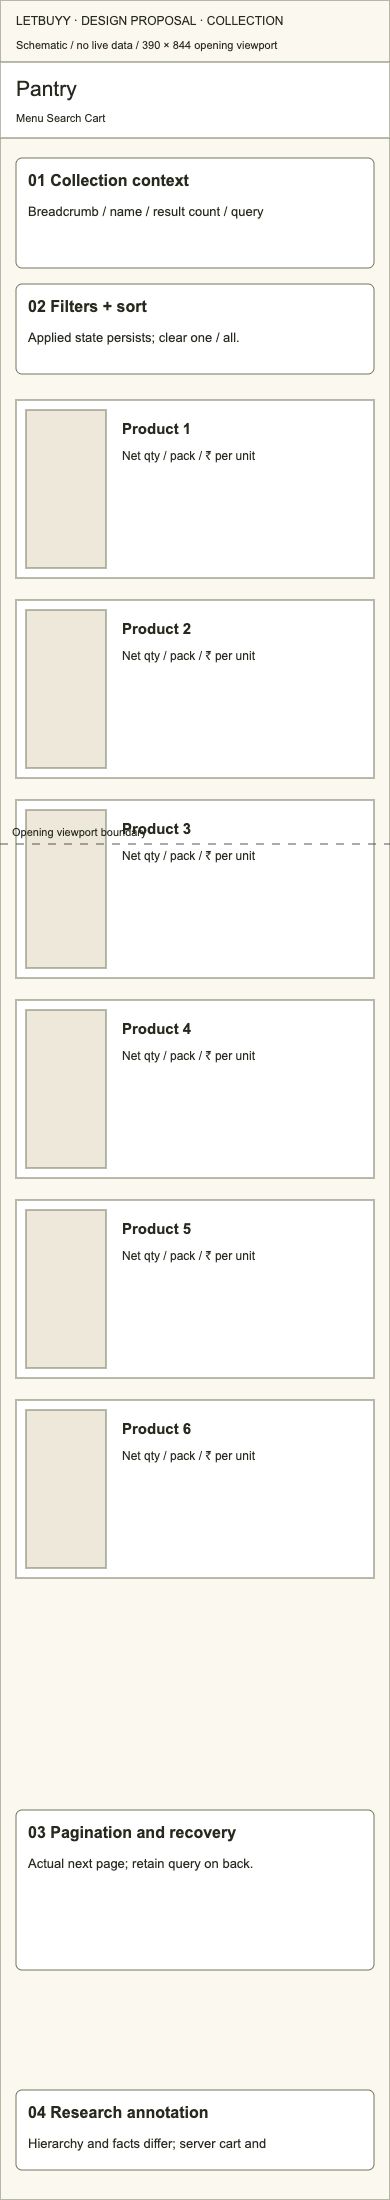 LETBUYY · DESIGN PROPOSAL · COLLECTION
Schematic / no live data / 390 × 844 opening viewport
Pantry
Menu Search Cart
01 Collection context
Breadcrumb / name / result count / query
02 Filters + sort
Applied state persists; clear one / all.
Product 1
Net qty / pack / ₹ per unit
Product 2
Net qty / pack / ₹ per unit
Product 3
Opening viewport boundary
Net qty / pack / ₹ per unit
Product 4
Net qty / pack / ₹ per unit
Product 5
Net qty / pack / ₹ per unit
Product 6
Net qty / pack / ₹ per unit
03 Pagination and recovery
Actual next page; retain query on back.
04 Research annotation
Hierarchy and facts differ; server cart and